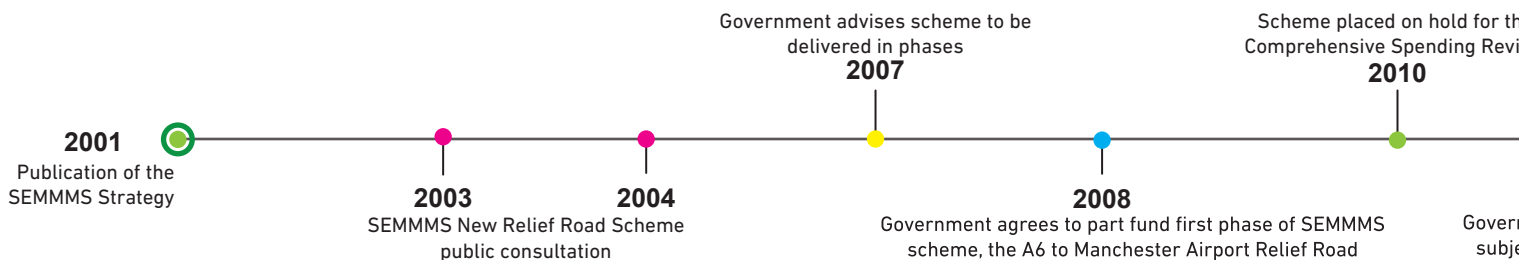 2001
Publication of the
SEMMMS Strategy
2003
2004
SEMMMS New Relief Road Scheme
public consultation
Government advises scheme to be
delivered in phases
2007
2008
Government agrees to part fund first phase of SEMMMS
scheme, the A6 to Manchester Airport Relief Road
Scheme placed on hold for
Comprehensive Spending
2010